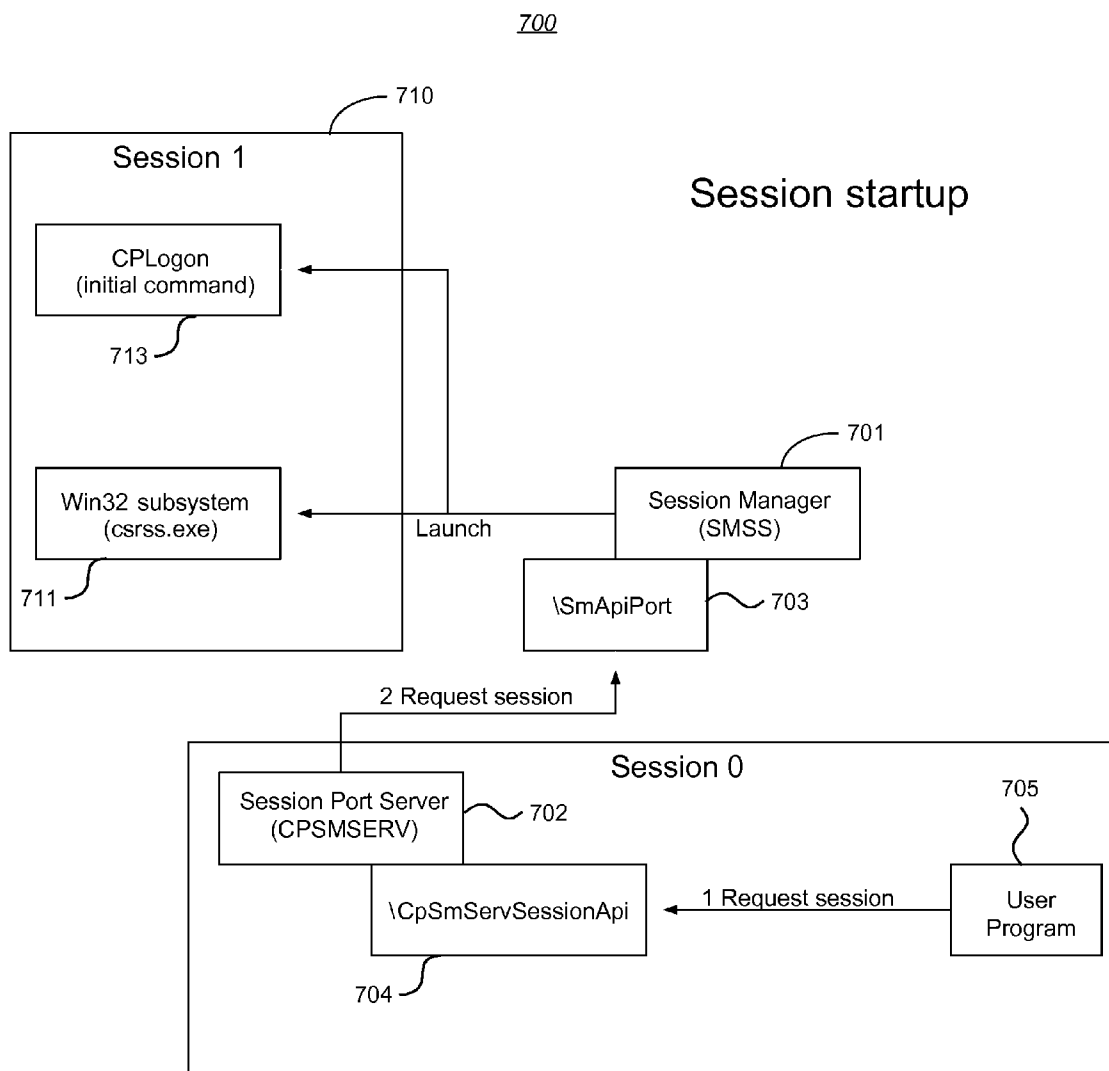 700
710
Session 1
Session startup
CPLogon
(initial command)
713
701
Win32 subsystem
(csrss.exe)
Session Manager
(SMSS)
Launch
711
\SmApiPort
703
2 Request session
Session 0
Session Port Server
(CPSMSERV)
702
705
\CpSmServSessionApi
1 Request session
User
Program
704